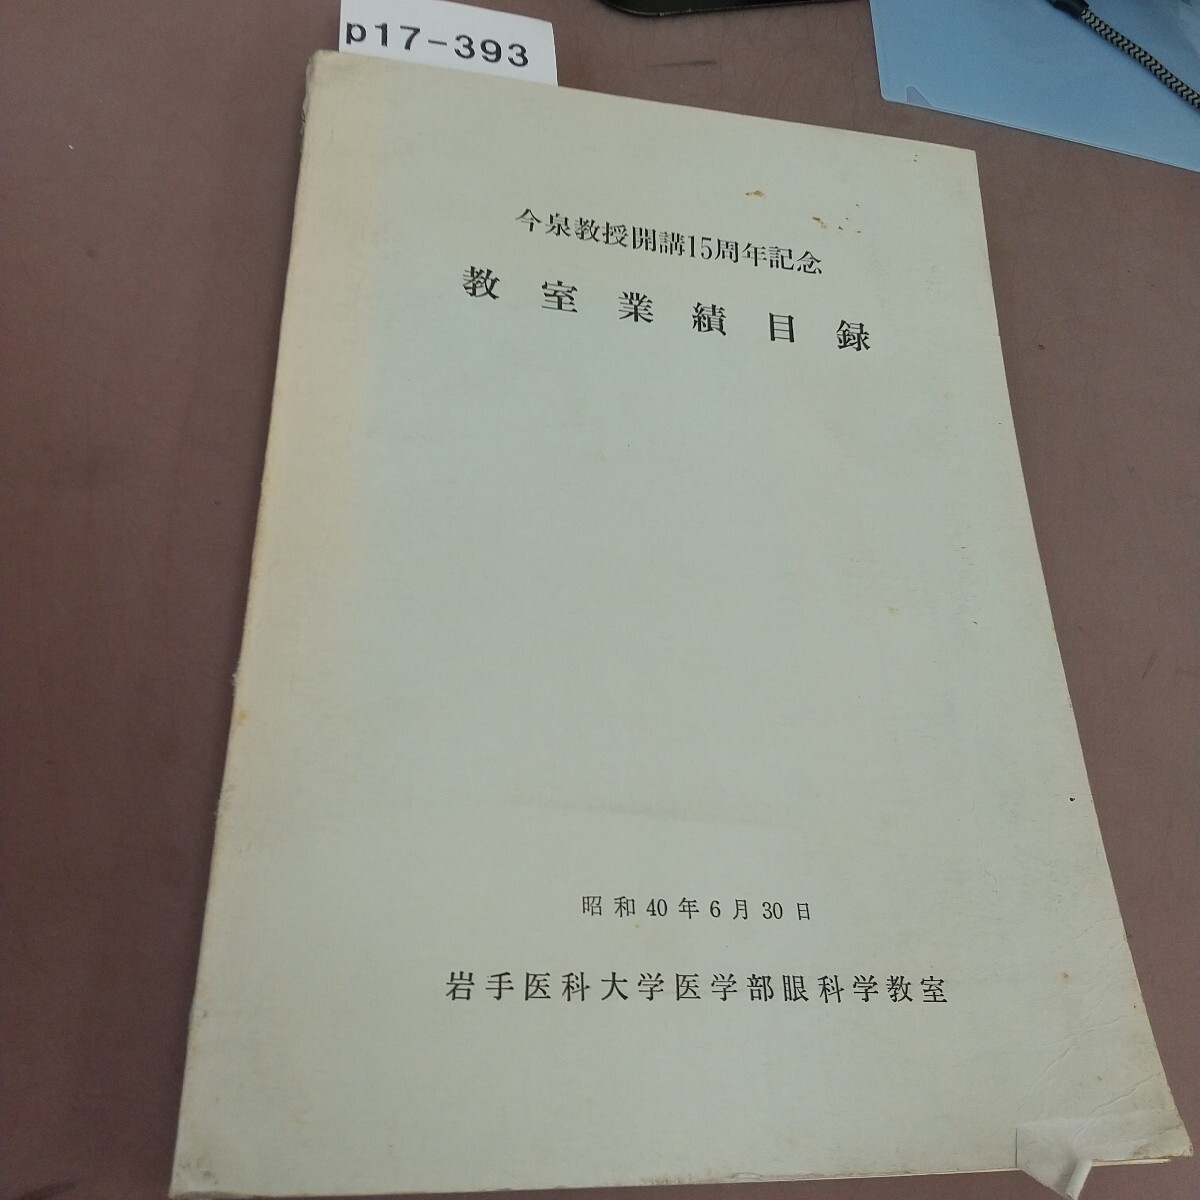 p17-393
今泉教授開講15周年記念
教室業績目録
昭和40年6月30日
岩手医科大学医学部眼科学教室